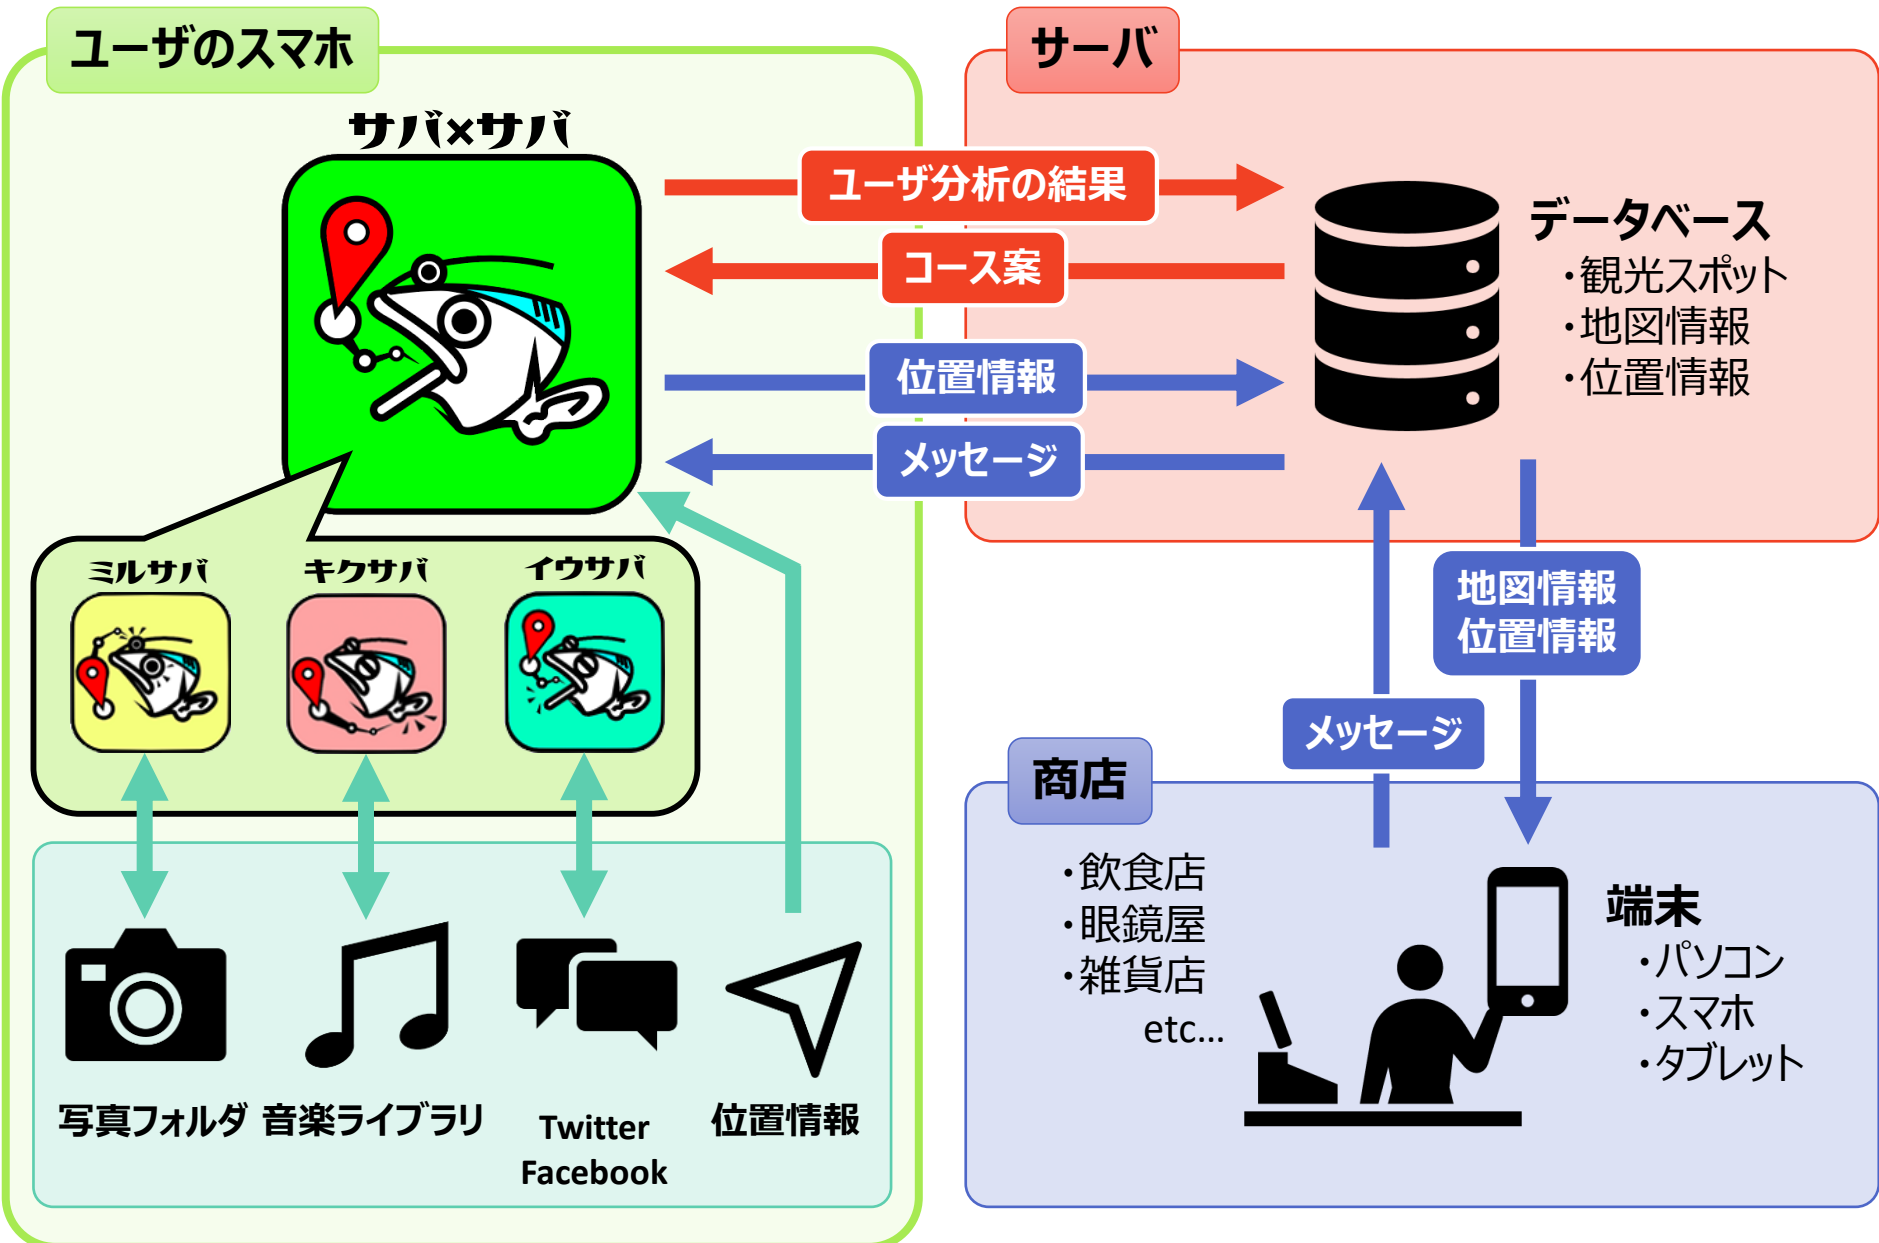 ユーザのスマホ
サバ×サバ
ミルサバ
キクサバ
イウサバ
写真フォルダ
音楽ライブラリ
Twitter
Facebook
位置情報
ユーザ分析の結果
コース案
位置情報
メッセージ
サーバ
データベース
・観光スポット
・地図情報
・位置情報
メッセージ
地図情報
位置情報
商店
・飲食店
・眼鏡屋
・雑貨店
etc...
端末
・パソコン
・スマホ
・タブレット